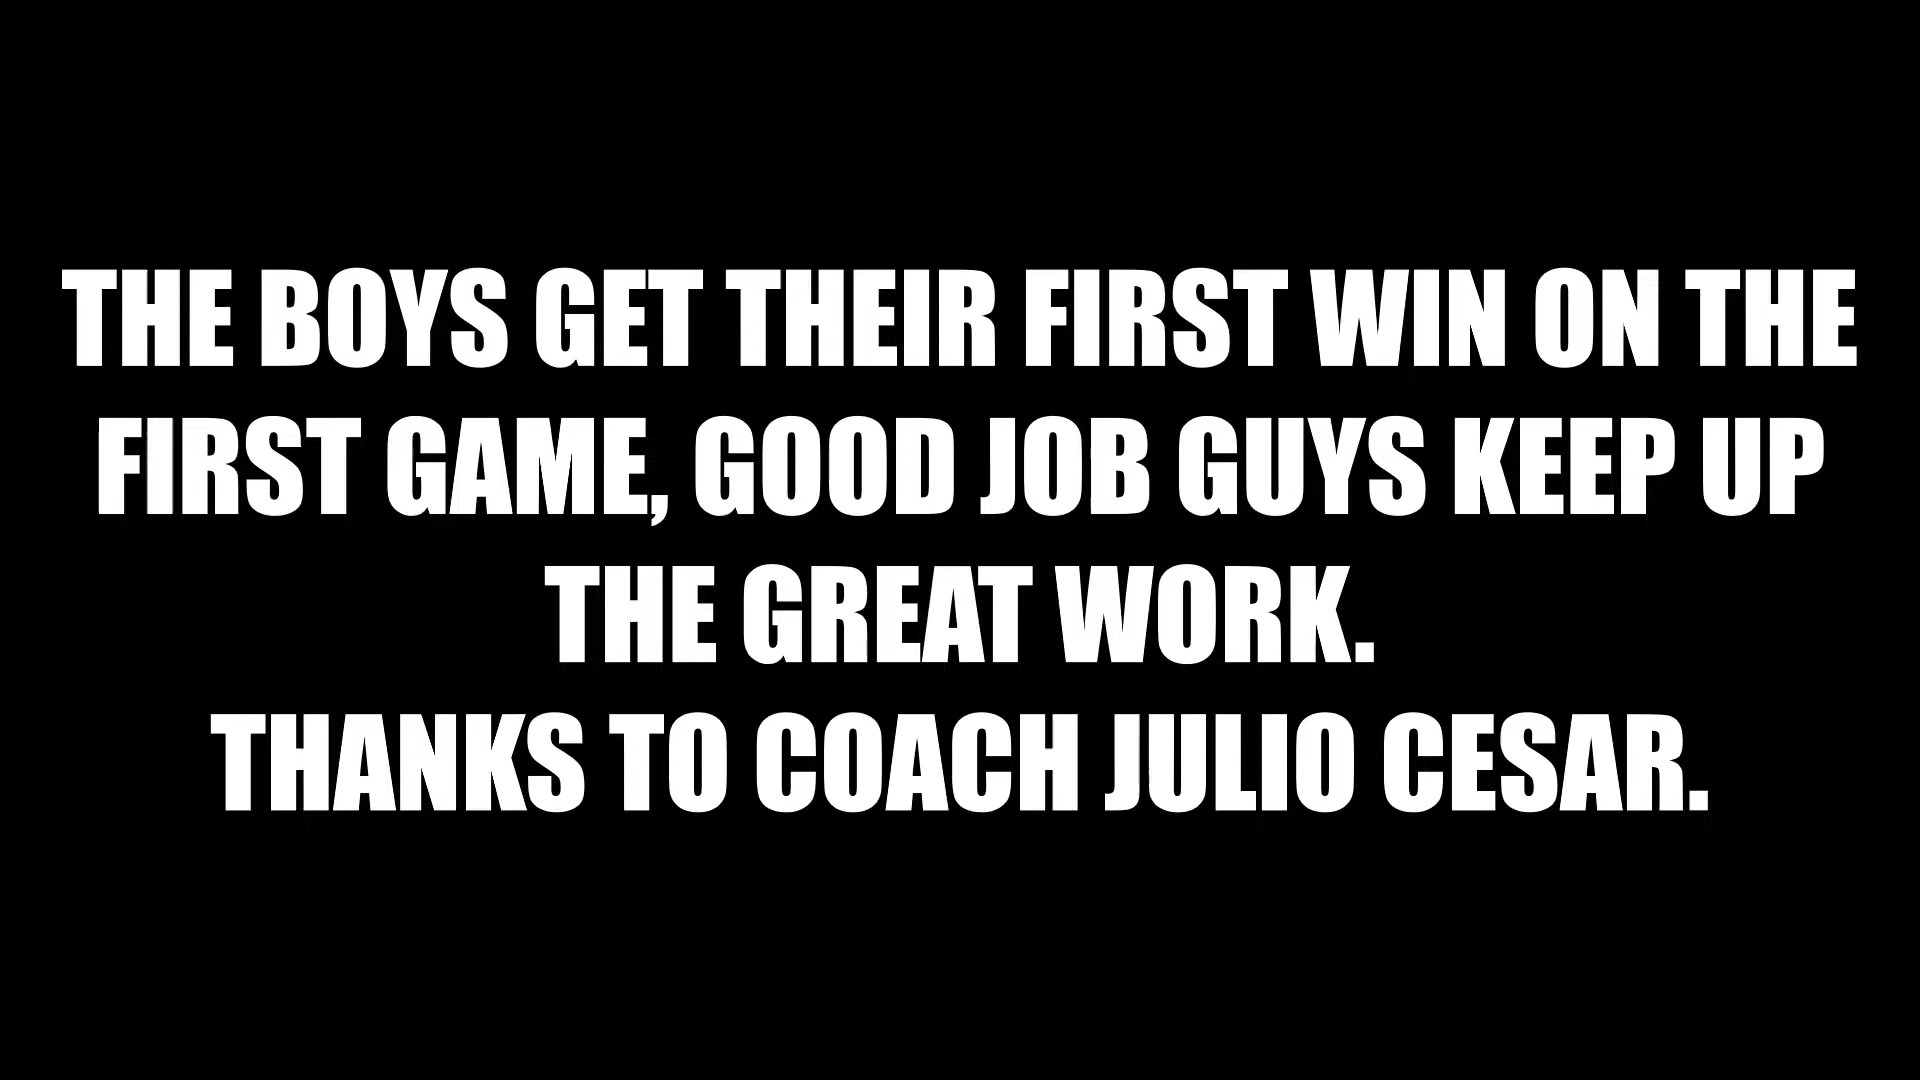 THE BOYS GET THEIR FIRST WIN ON THE
FIRST GAME, GOOD JOB GUYS KEEP UP
THE GREAT WORK.
THANKS TO COACH JULIO CESAR.